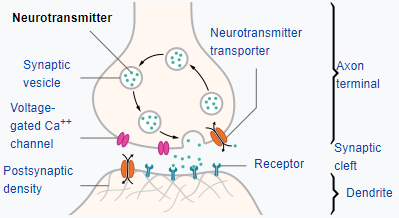 Neurotransmitter
Synaptic
vesicle
Voltage-
gated Ca++
channel
Postsynaptic
density
Neurotransmitter
transporter
Receptor
Axon
terminal
Synaptic
cleft
Dendrite